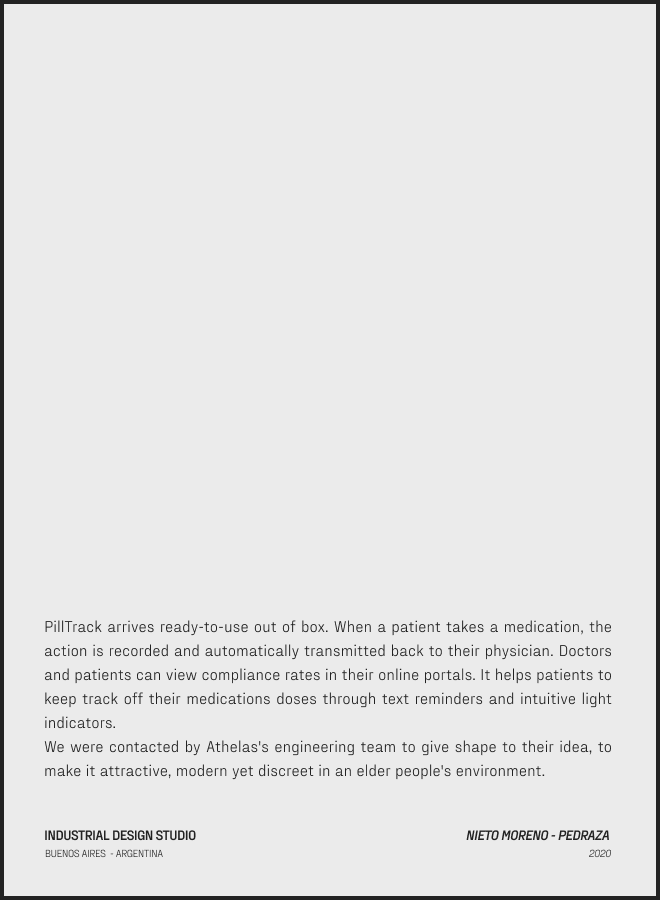 PillTrack arrives ready-to-use out of box. When a patient takes a medication, the
action is recorded and automatically transmitted back to their physician. Doctors
and patients can view compliance rates in their online portals. It helps patients to
keep track off their medications doses through text reminders and intuitive light
indicators.
We were contacted by Athelas's engineering team to give shape to their idea, to
make it attractive, modern yet discreet in an elder people's environment.
INDUSTRIAL DESIGN STUDIO
NIETO MORENO - PEDRAZA
BUENOS AIRES - ARGENTINA
2020